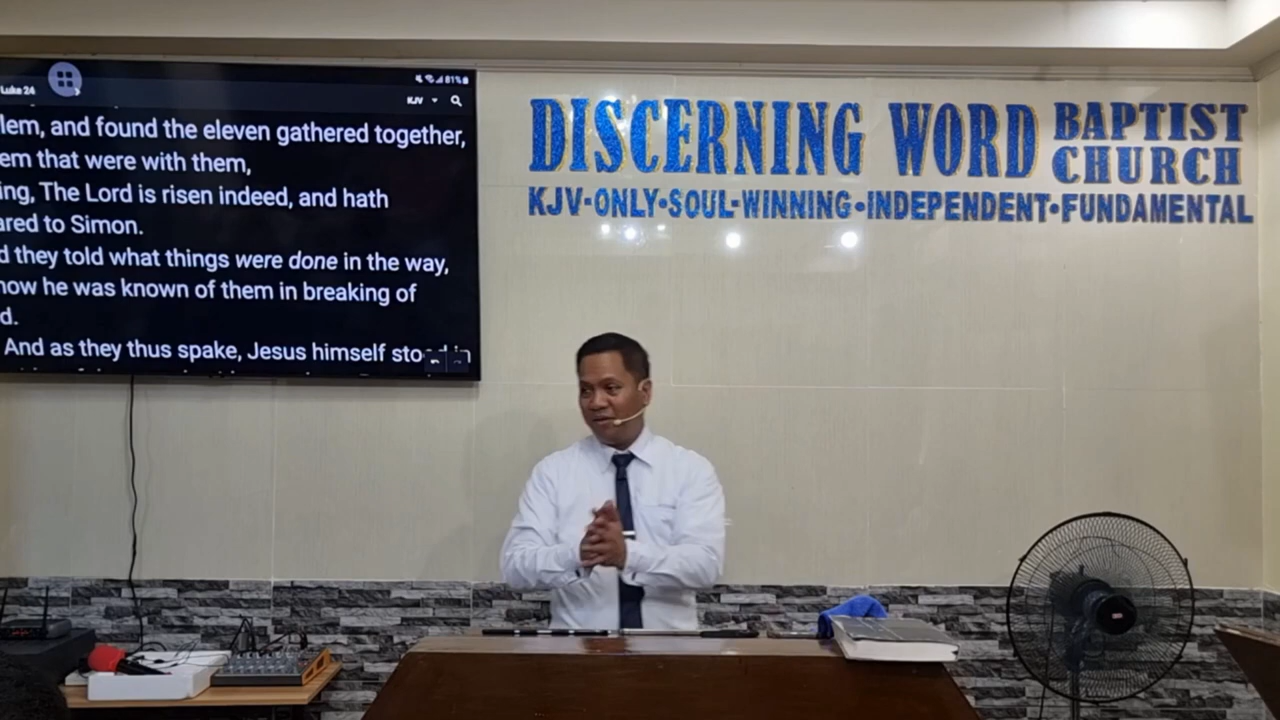 Luke 24
81%
KJV
lem, and found the eleven gathered together,
em that were with them,
ing, The Lord is risen indeed, and hath
ared to Simon.
d they told what things were done in the way,
how he was known of them in breaking of
d.
And as they thus spake, Jesus himself stood in
DISCERNING WORD BAPTIST CHURCH
KJV-ONLY•SOUL-WINNING•INDEPENDENT•FUNDAMENTAL